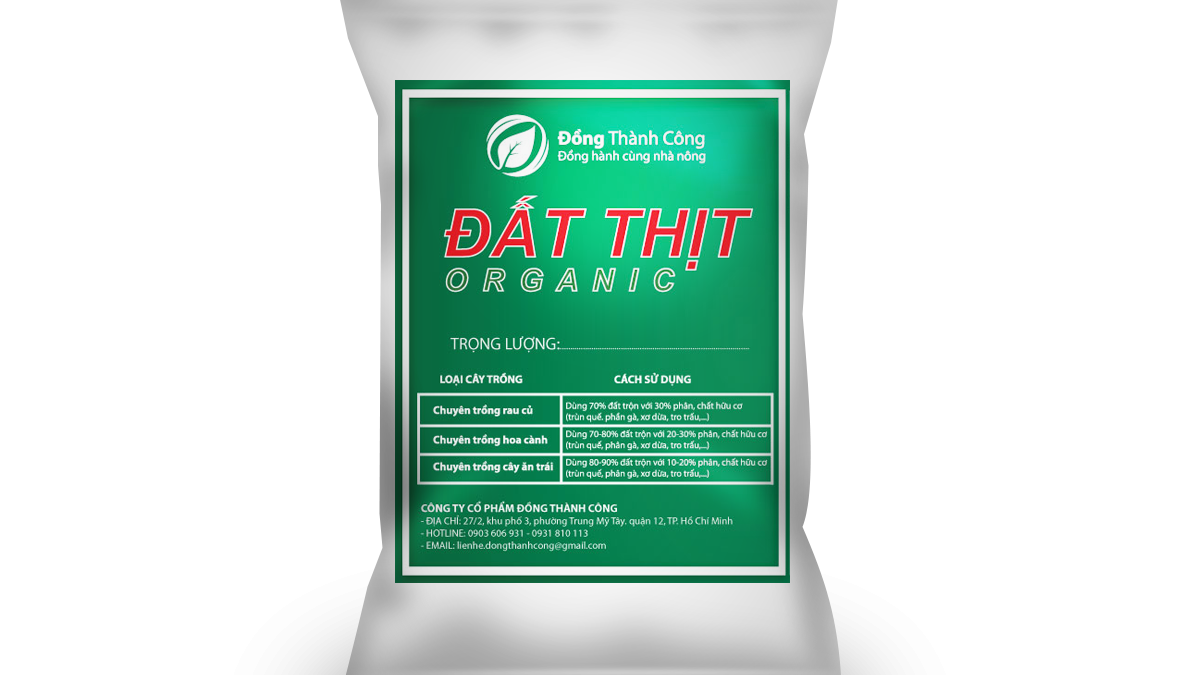 Đồng Thành Công
Đồng hành cùng nhà nông
ĐẤT THỊT
ORGANIC
TRỌNG LƯỢNG:..........................................................................
LOẠI CÂY TRỒNG CÁCH SỬ DỤNG
Chuyên trồng rau củ
Dùng 70% đất trộn với 30% phân, chất hữu cơ
(trùn quế. phần gà, xơ dừa, tro trấu,...)
Chuyên trồng hoa cảnh
Dùng 70-80% đất trộn với 20-30% phân, chất hữu cơ
(trùn quế, phân gà, xơ dừa, tro trấu,...)
Chuyên trồng cây ăn trái
Dùng 80-90% đất trộn với 10-20% phân, chất hữu cơ
(trùn quế, phân gà, xơ dừa, tro trấu,...)
CÔNG TY CỔ PHẨM ĐỒNG THÀNH CÔNG
- ĐỊA CHỈ: 27/2, khu phố 3, phường Trung Mỹ Tây. quận 12, TP. Hồ Chí Minh
- HOTLINE: 0903 606 931 - 0931 810 113
- EMAIL: lienhe.dongthanhcong@gmail.com